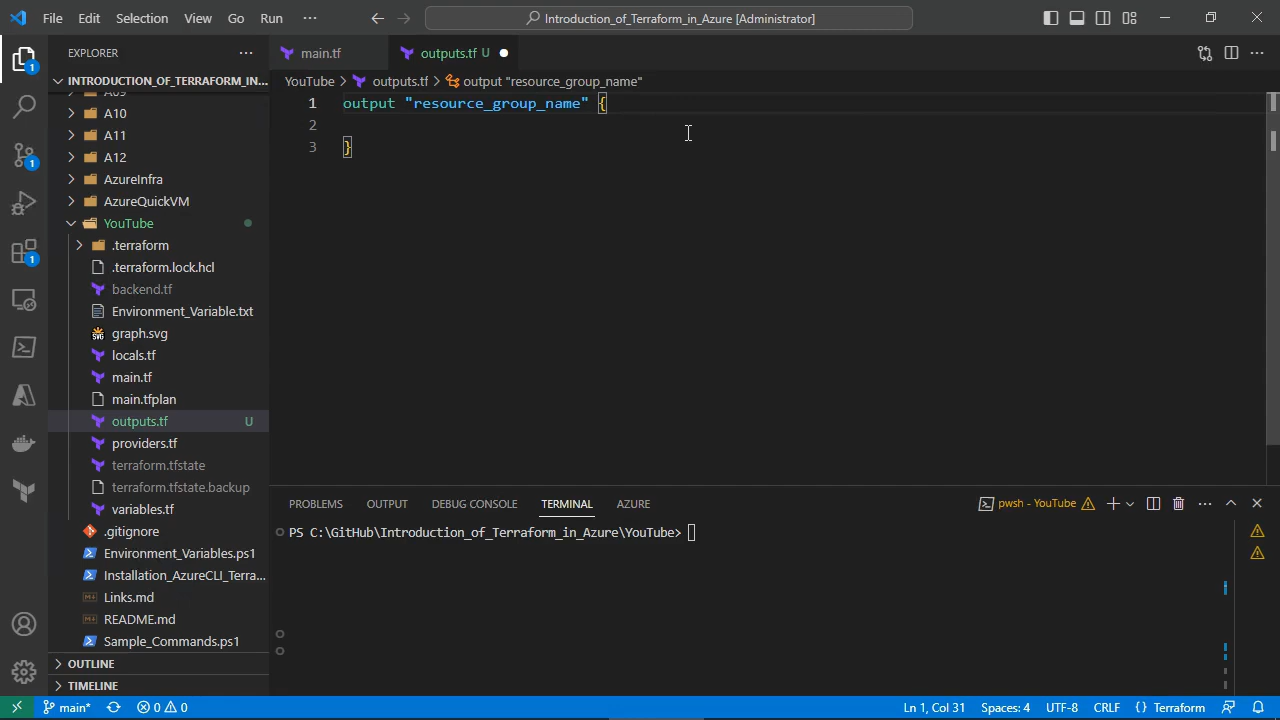 File Edit Selection View Go Run ···
Introduction_of_Terraform_in_Azure [Administrator]
EXPLORER
INTRODUCTION_OF_TERRAFORM_IN...
A09
A10
A11
A12
AzureInfra
AzureQuickVM
YouTube
.terraform
.terraform.lock.hcl
backend.tf
Environment_Variable.txt
graph.svg
locals.tf
main.tf
main.tfplan
outputs.tf U
providers.tf
terraform.tfstate
terraform.tfstate.backup
variables.tf
.gitignore
Environment_Variables.ps1
Installation_AzureCLI_Terra...
Links.md
README.md
Sample_Commands.ps1
OUTLINE
TIMELINE
1
1
1
main.tf outputs.tf U
YouTube > outputs.tf > output "resource_group_name"
1 output "resource_group_name" {
2
3 }
PROBLEMS OUTPUT DEBUG CONSOLE TERMINAL AZURE
pwsh - YouTube
PS C:\GitHub\Introduction_of_Terraform_in_Azure\YouTube>
main* 0 0 Ln 1, Col 31 Spaces: 4 UTF-8 CRLF {} Terraform